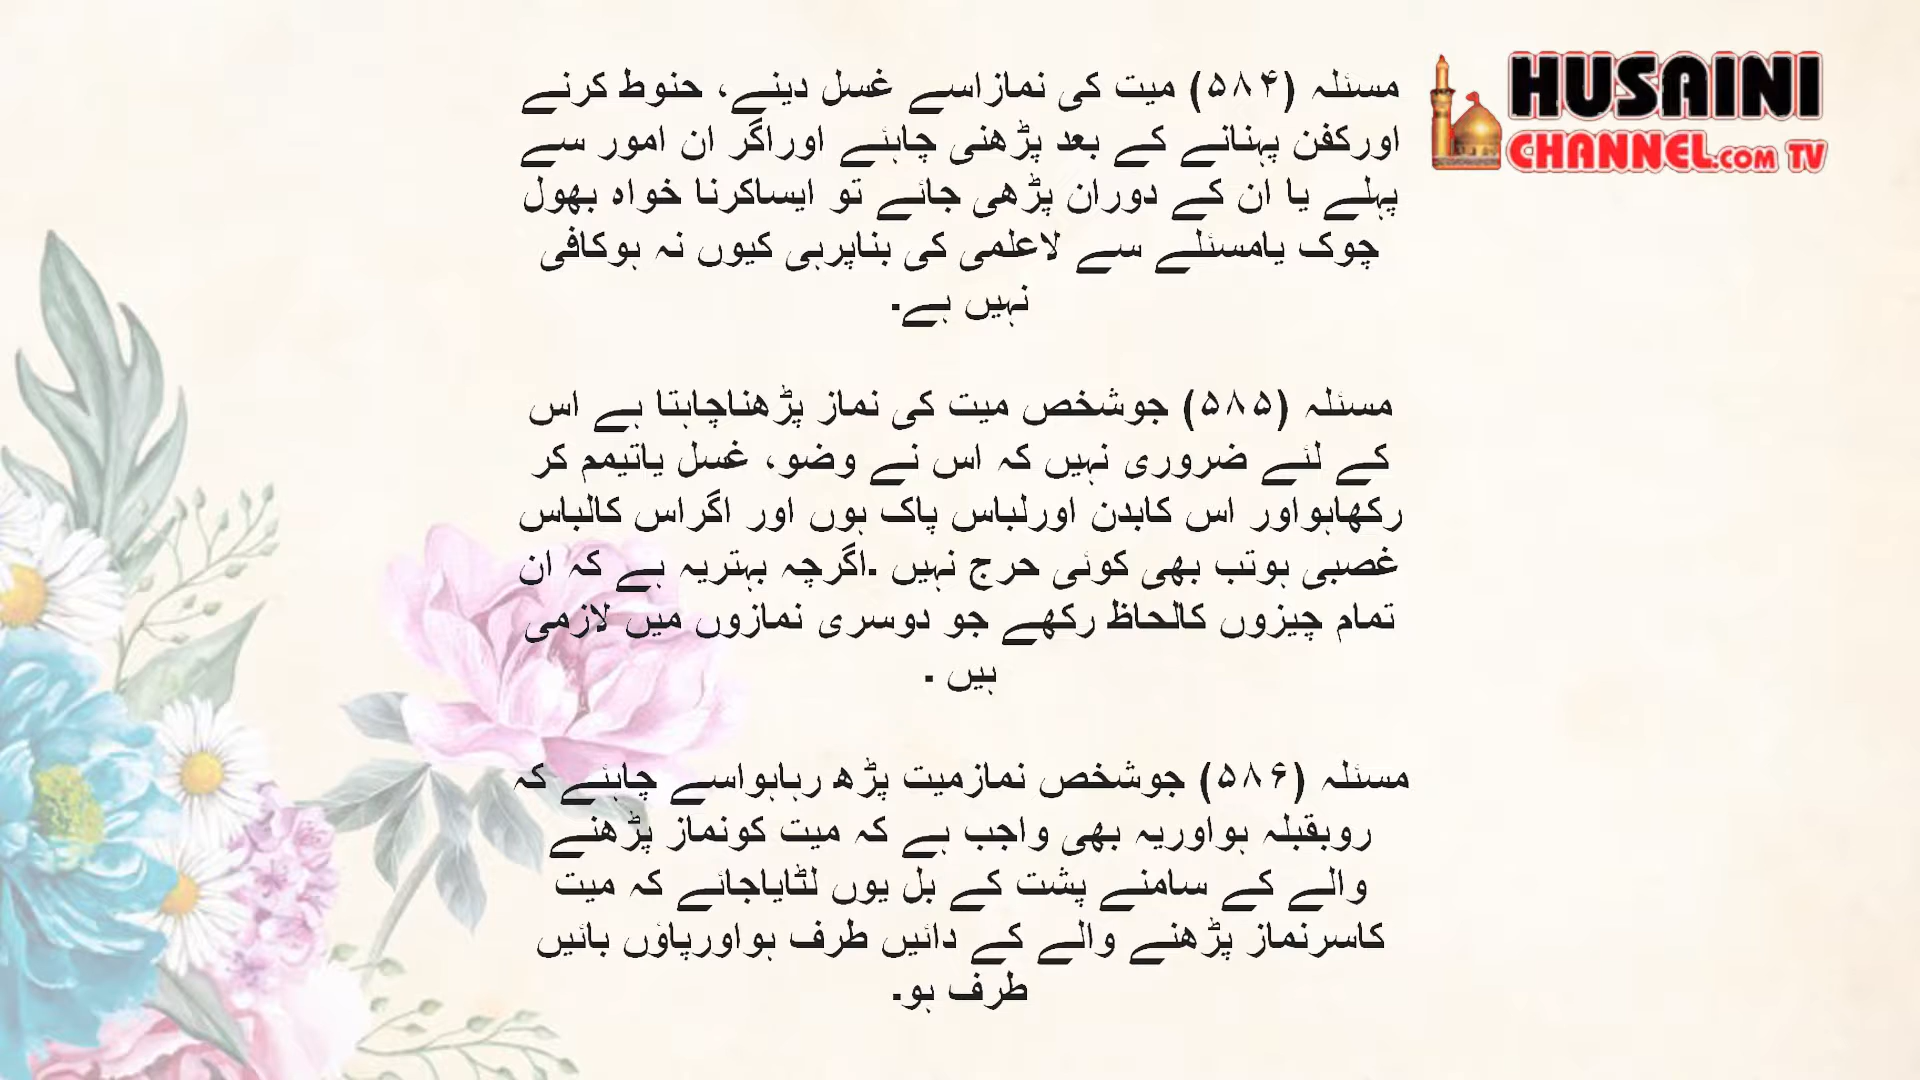 HUSAINI
CHANNEL.COM TV
مسئلہ (۵۸۴) میت کی نمازاسے غسل دینے، حنوط کرنے
اورکفن پہنانے کے بعد پڑھنی چاہئے اوراگر ان امور سے
پہلے یا ان کے دوران پڑھی جائے تو ایساکرنا خواہ بھول
چوک یامسئلے سے لاعلمی کی بناپرہی کیوں نہ ہوکافی
نہیں ہے۔
مسئلہ (۵۸۵) جوشخص میت کی نماز پڑھناچاہتا ہے اس
کے لئے ضروری نہیں کہ اس نے وضو، غسل یاتیمم کر
رکھاہواور اس کابدن اورلباس پاک ہوں اور اگراس کالباس
غصبی ہوتب بھی کوئی حرج نہیں ۔اگرچہ بہتریہ ہے کہ ان
تمام چیزوں کالحاظ رکھے جو دوسری نمازوں میں لازمی
ہیں ۔
مسئلہ (۵۸۶) جوشخص نمازمیت پڑھ رہاہواسے چاہئے کہ
روبقبلہ ہواوریہ بھی واجب ہے کہ میت کونماز پڑھنے
والے کے سامنے پشت کے بل یوں لٹایاجائے کہ میت
کاسرنماز پڑھنے والے کے دائیں طرف ہواورپاؤں بائیں
طرف ہو۔